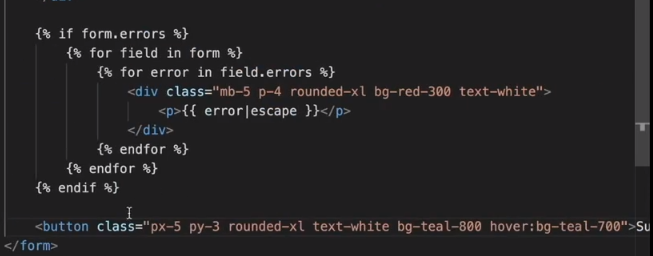 {% if form.errors %}
{% for field in form %}
{% for error in field.errors %}
<div class="mb-5 p-4 rounded-xl bg-red-300 text-white">
<p>{{ error|escape }}</p>
</div>
{% endfor %}
{% endfor %}
{% endif %}
<button class="px-5 py-3 rounded-xl text-white bg-teal-800 hover:bg-teal-700">Su
</form>